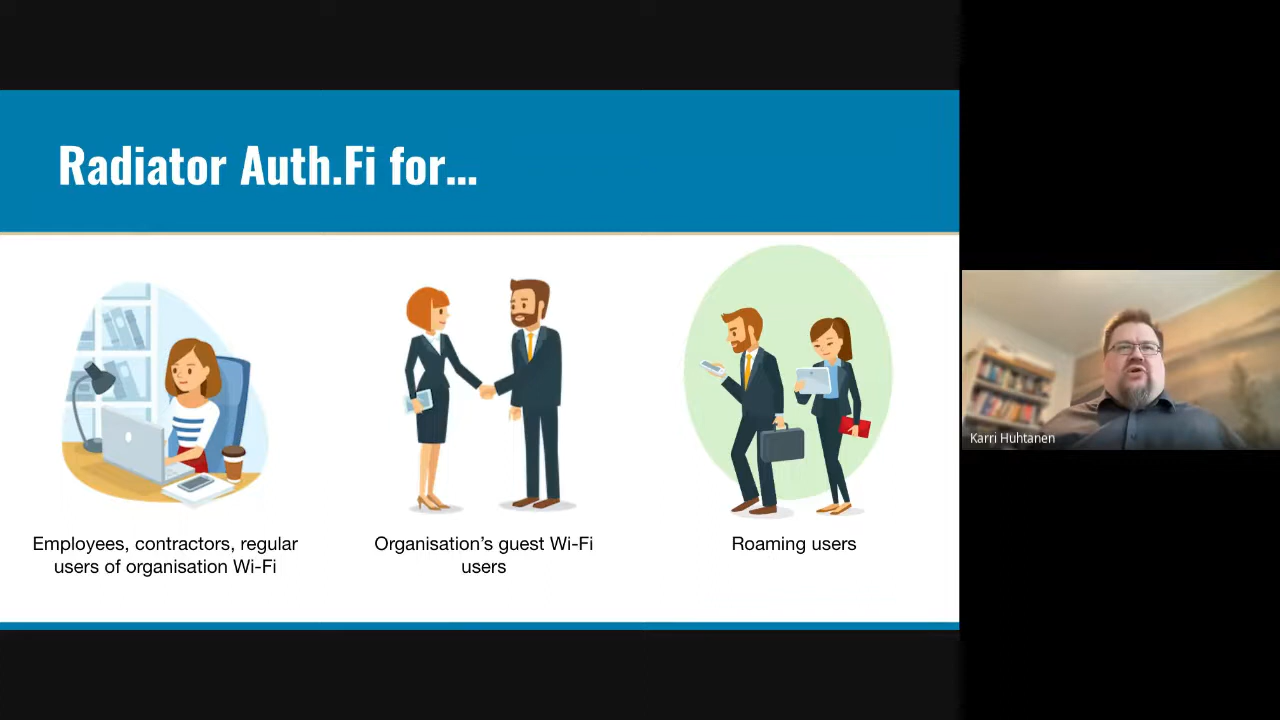 Radiator Auth.Fi for...
Employees, contractors, regular
users of organisation Wi-Fi
Organisation's guest Wi-Fi
users
Roaming users
Karri Huhtanen